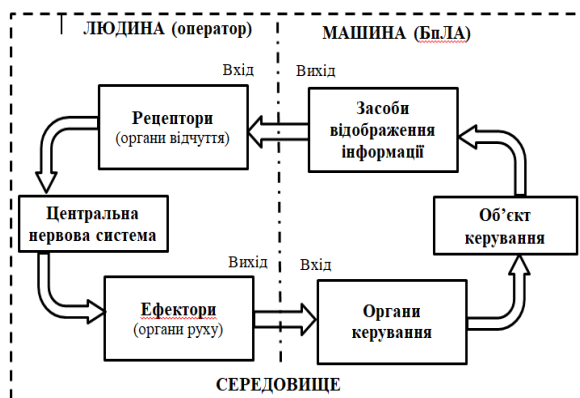 ЛЮДИНА (оператор)
МАШИНА (БпЛА)
Вхід
Вихід
Рецептори
(органи відчуття)
Засоби
відображення
інформації
Центральна
нервова система
Об’єкт
керування
Вихід
Вхід
Ефектори
(органи руху)
Органи
керування
СЕРЕДОВИЩЕ